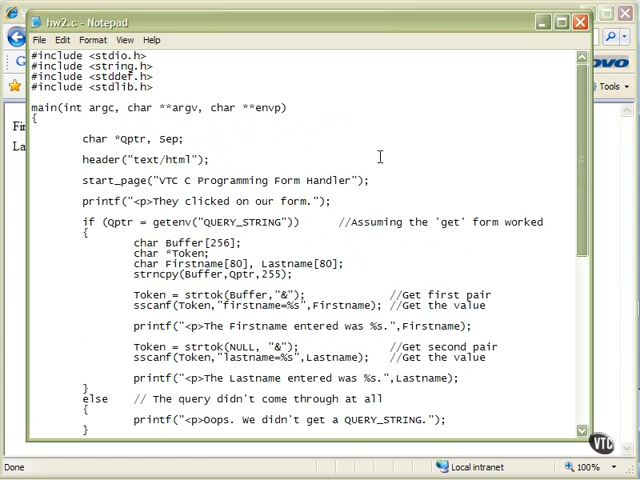 hw2.c - Notepad
File Edit Format View Help
#include <stdio.h>
#include <string.h>
#include <stddef.h>
#include <stdlib.h>
main(int argc, char **argv, char **envp)
{
char *Qptr, Sep;
header("text/html");
start_page("VTC C Programming Form Handler");
printf("<p>They clicked on our form.");
if (Qptr = getenv("QUERY_STRING")) //Assuming the 'get' form worked
{
char Buffer[256];
char *Token;
char Firstname[80], Lastname[80];
strncpy(Buffer,Qptr,255);
Token = strtok(Buffer,"&"); //Get first pair
sscanf(Token,"firstname=%s",Firstname); //Get the value
printf("<p>The Firstname entered was %s.",Firstname);
Token = strtok(NULL, "&"); //Get second pair
sscanf(Token,"lastname=%s",Lastname); //Get the value
printf("<p>The Lastname entered was %s.",Lastname);
}
else // The query didn't come through at all
{
printf("<p>Oops. We didn't get a QUERY_STRING.");
}
Tools
Done Local intranet 100%
VTC